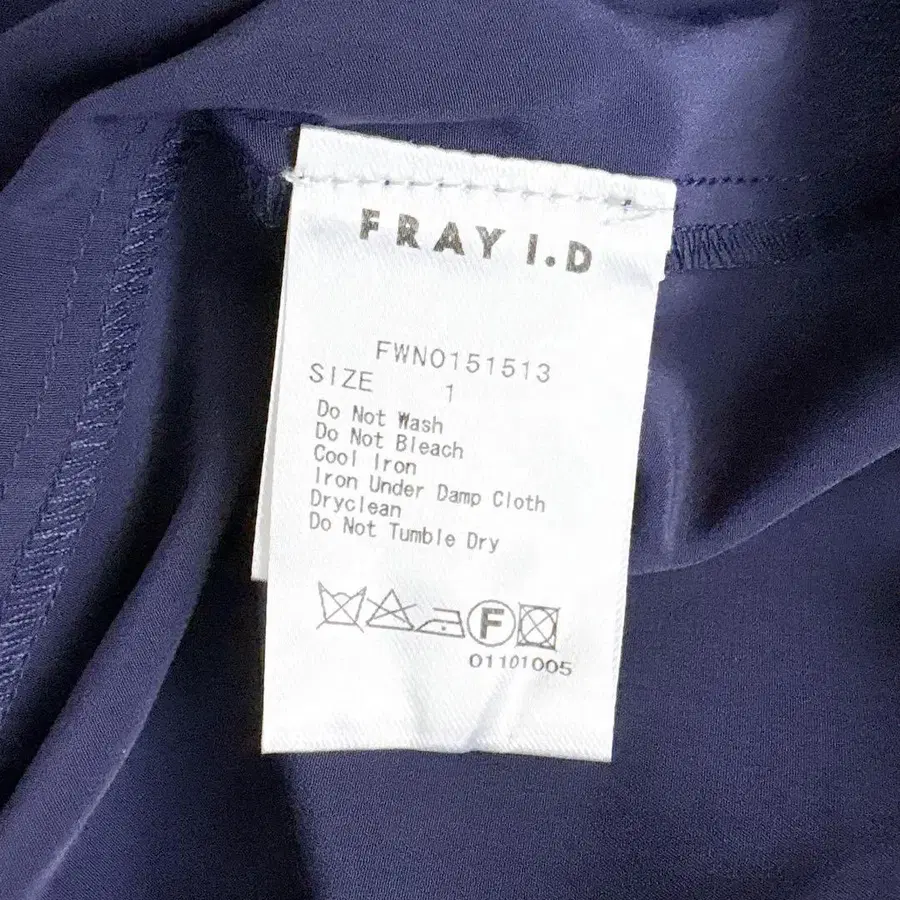 FRAY I.D
FWNO151513
SIZE 1
Do Not Wash
Do Not Bleach
Cool Iron
Iron Under Damp Cloth
Dryclean
Do Not Tumble Dry
F
01101005